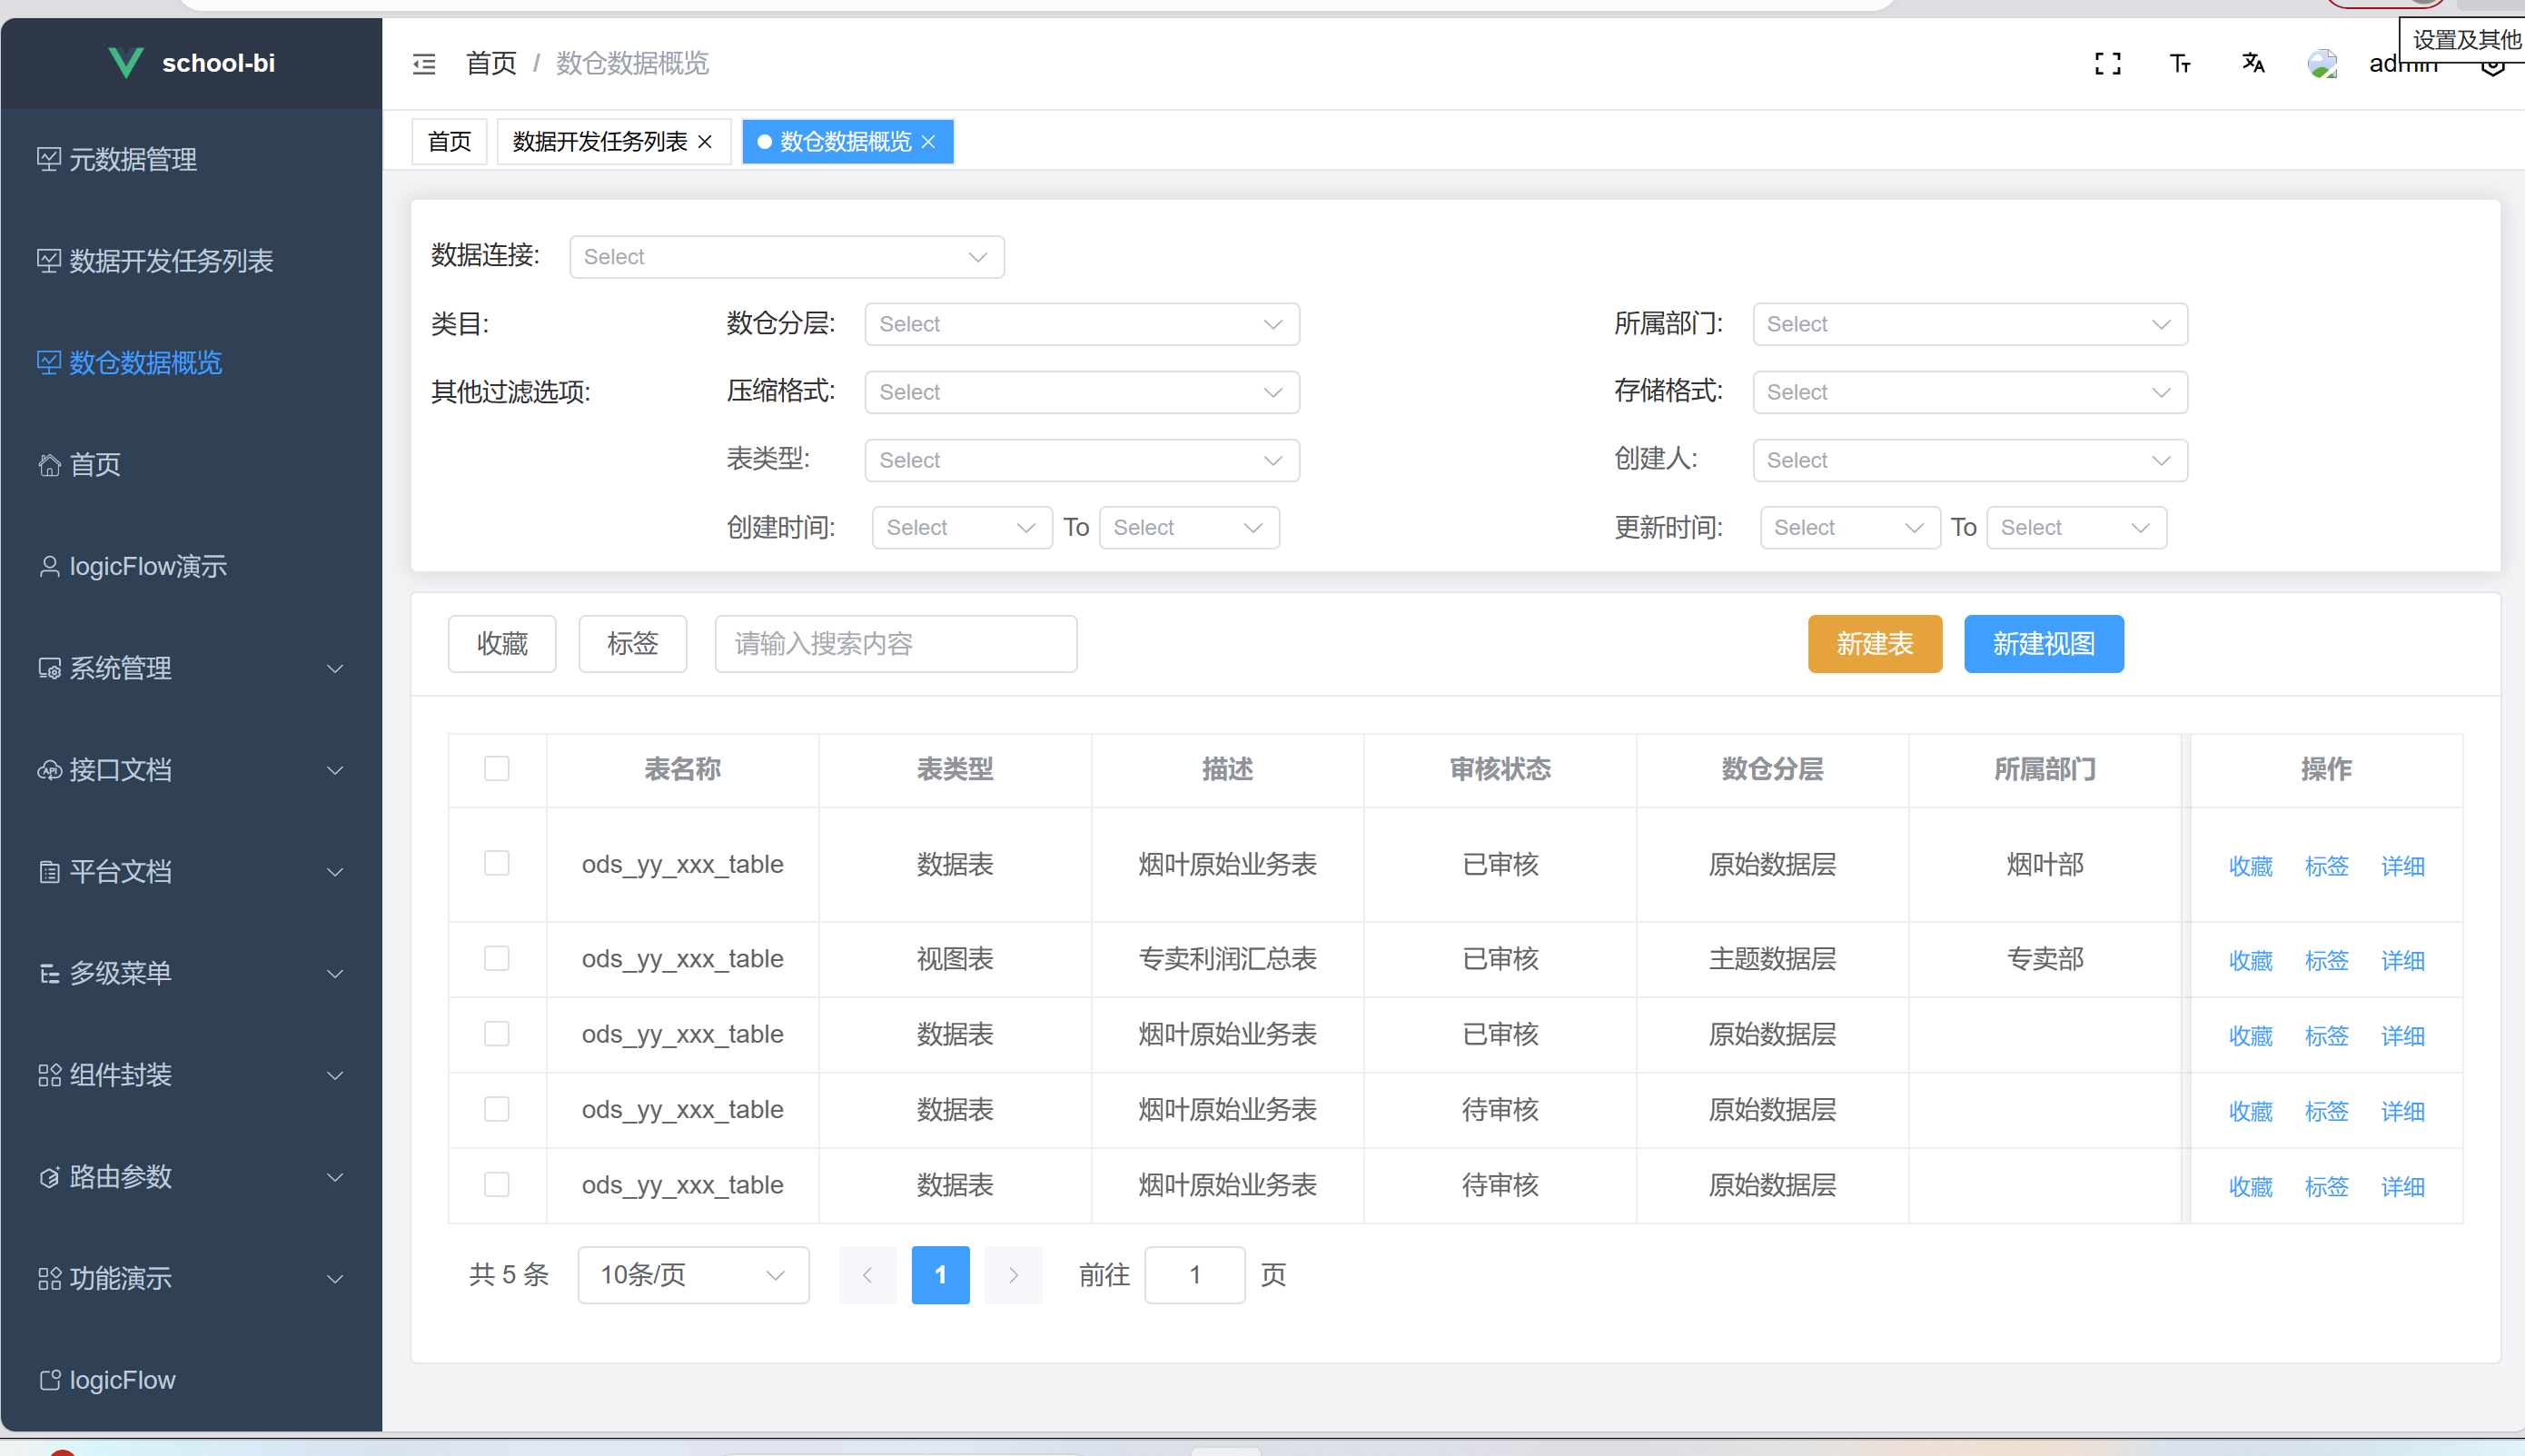 设置及其他
school-bi
首页 / 数仓数据概览
admin
首页 数据开发任务列表 数仓数据概览
元数据管理
数据开发任务列表
数仓数据概览
首页
logicFlow演示
系统管理
接口文档
平台文档
多级菜单
组件封装
路由参数
功能演示
logicFlow
数据连接: Select
类目: 数仓分层: Select 所属部门: Select
其他过滤选项: 压缩格式: Select 存储格式: Select
表类型: Select 创建人: Select
创建时间: Select To Select 更新时间: Select To Select
收藏 标签 请输入搜索内容 新建表 新建视图
表名称 表类型 描述 审核状态 数仓分层 所属部门 操作
ods_yy_xxx_table 数据表 烟叶原始业务表 已审核 原始数据层 烟叶部 收藏 标签 详细
ods_yy_xxx_table 视图表 专卖利润汇总表 已审核 主题数据层 专卖部 收藏 标签 详细
ods_yy_xxx_table 数据表 烟叶原始业务表 已审核 原始数据层 收藏 标签 详细
ods_yy_xxx_table 数据表 烟叶原始业务表 待审核 原始数据层 收藏 标签 详细
ods_yy_xxx_table 数据表 烟叶原始业务表 待审核 原始数据层 收藏 标签 详细
共 5 条 10条/页 1 前往 1 页